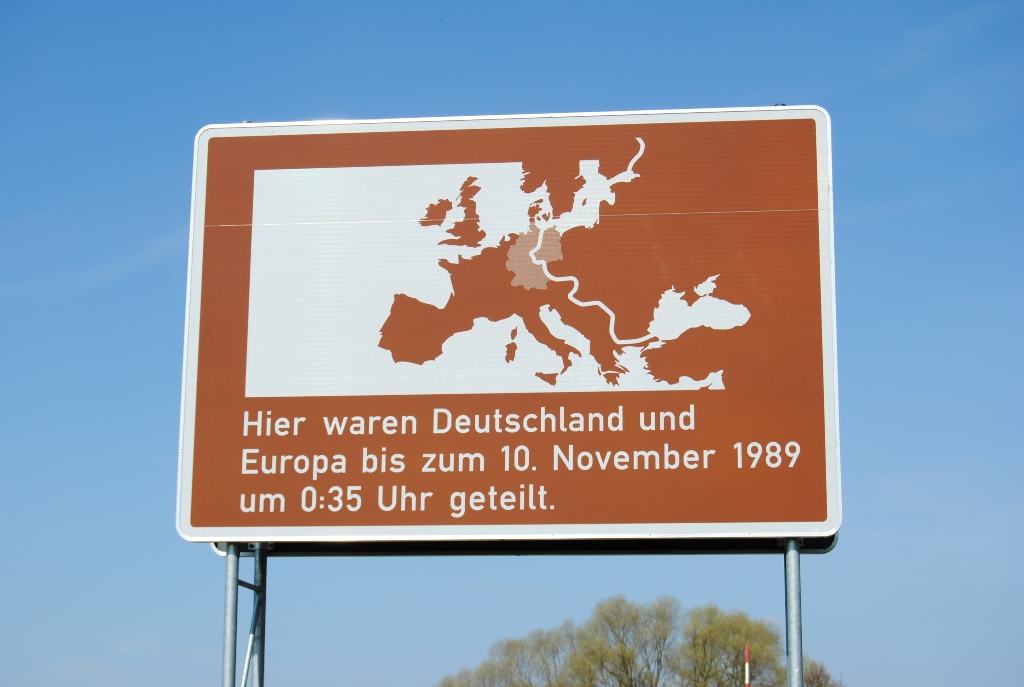 Hier waren Deutschland und
Europa bis zum 10. November 1989
um 0:35 Uhr geteilt.